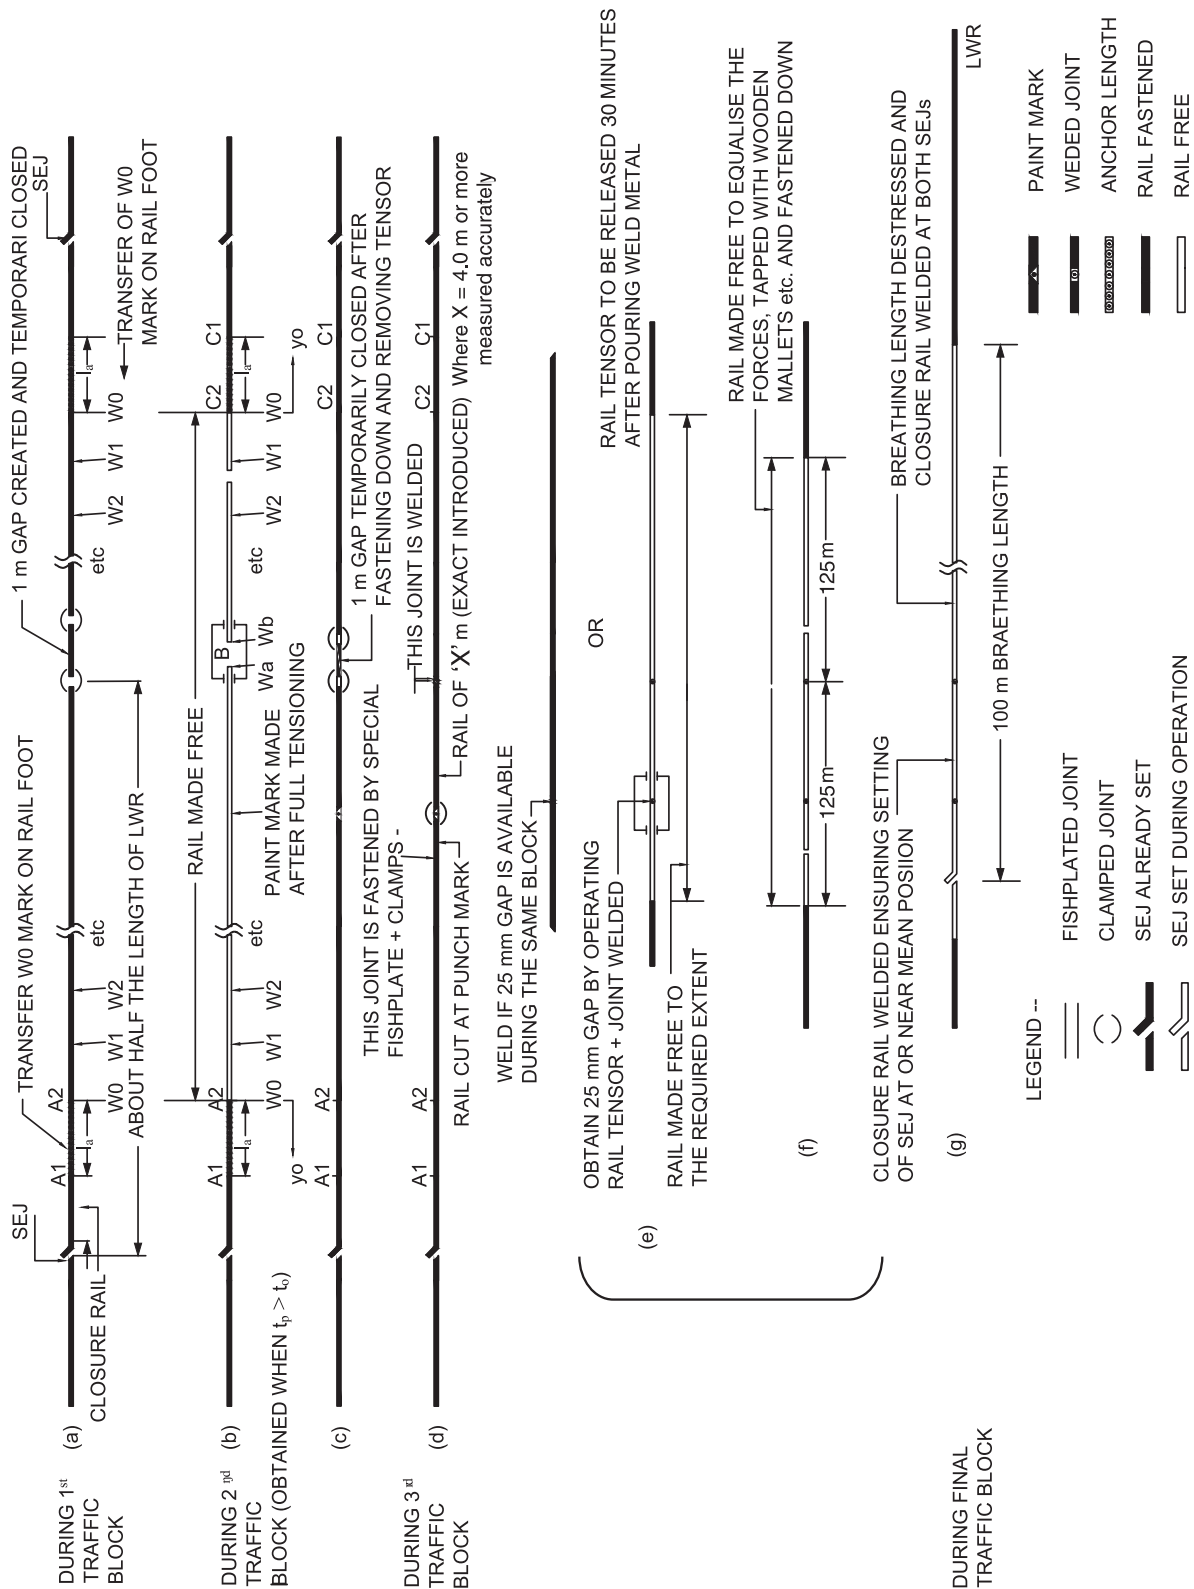 DURING 1st
TRAFFIC
BLOCK
(a)
SEJ
CLOSURE RAIL
TRANSFER W0 MARK ON RAIL FOOT
A1
A2
a
W0
W1
W2
etc
ABOUT HALF THE LENGTH OF LWR
1 m GAP CREATED AND TEMPORARI CLOSED
etc
W2
W1
W0
a
SEJ
TRANSFER OF W0
MARK ON RAIL FOOT
DURING 2nd
TRAFFIC
BLOCK (OBTAINED WHEN tp > to)
(b)
A1
A2
a
yo
W0
W1
W2
etc
RAIL MADE FREE
PAINT MARK MADE
AFTER FULL TENSIONING
B
Wa
Wb
etc
W2
W1
W0
C2
C1
a
yo
(c)
A1
A2
1 m GAP TEMPORARILY CLOSED AFTER
FASTENING DOWN AND REMOVING TENSOR
C2
C1
DURING 3rd
TRAFFIC
BLOCK
(d)
A1
A2
THIS JOINT IS FASTENED BY SPECIAL
FISHPLATE + CLAMPS -
RAIL CUT AT PUNCH MARK
THIS JOINT IS WELDED
RAIL OF 'X' m (EXACT INTRODUCED) Where X = 4.0 m or more
measured accurately
C2
C1
WELD IF 25 mm GAP IS AVAILABLE
DURING THE SAME BLOCK
OR
(e)
OBTAIN 25 mm GAP BY OPERATING
RAIL TENSOR + JOINT WELDED
RAIL MADE FREE TO
THE REQUIRED EXTENT
RAIL TENSOR TO BE RELEASED 30 MINUTES
AFTER POURING WELD METAL
(f)
125m
125m
RAIL MADE FREE TO EQUALISE THE
FORCES, TAPPED WITH WOODEN
MALLETS etc. AND FASTENED DOWN
DURING FINAL
TRAFFIC BLOCK
(g)
CLOSURE RAIL WELDED ENSURING SETTING
OF SEJ AT OR NEAR MEAN POSIION
BREATHING LENGTH DESTRESSED AND
CLOSURE RAIL WELDED AT BOTH SEJs
100 m BRAETHING LENGTH
LWR
LEGEND --
FISHPLATED JOINT
CLAMPED JOINT
SEJ ALREADY SET
SEJ SET DURING OPERATION
PAINT MARK
WEDED JOINT
ANCHOR LENGTH
RAIL FASTENED
RAIL FREE